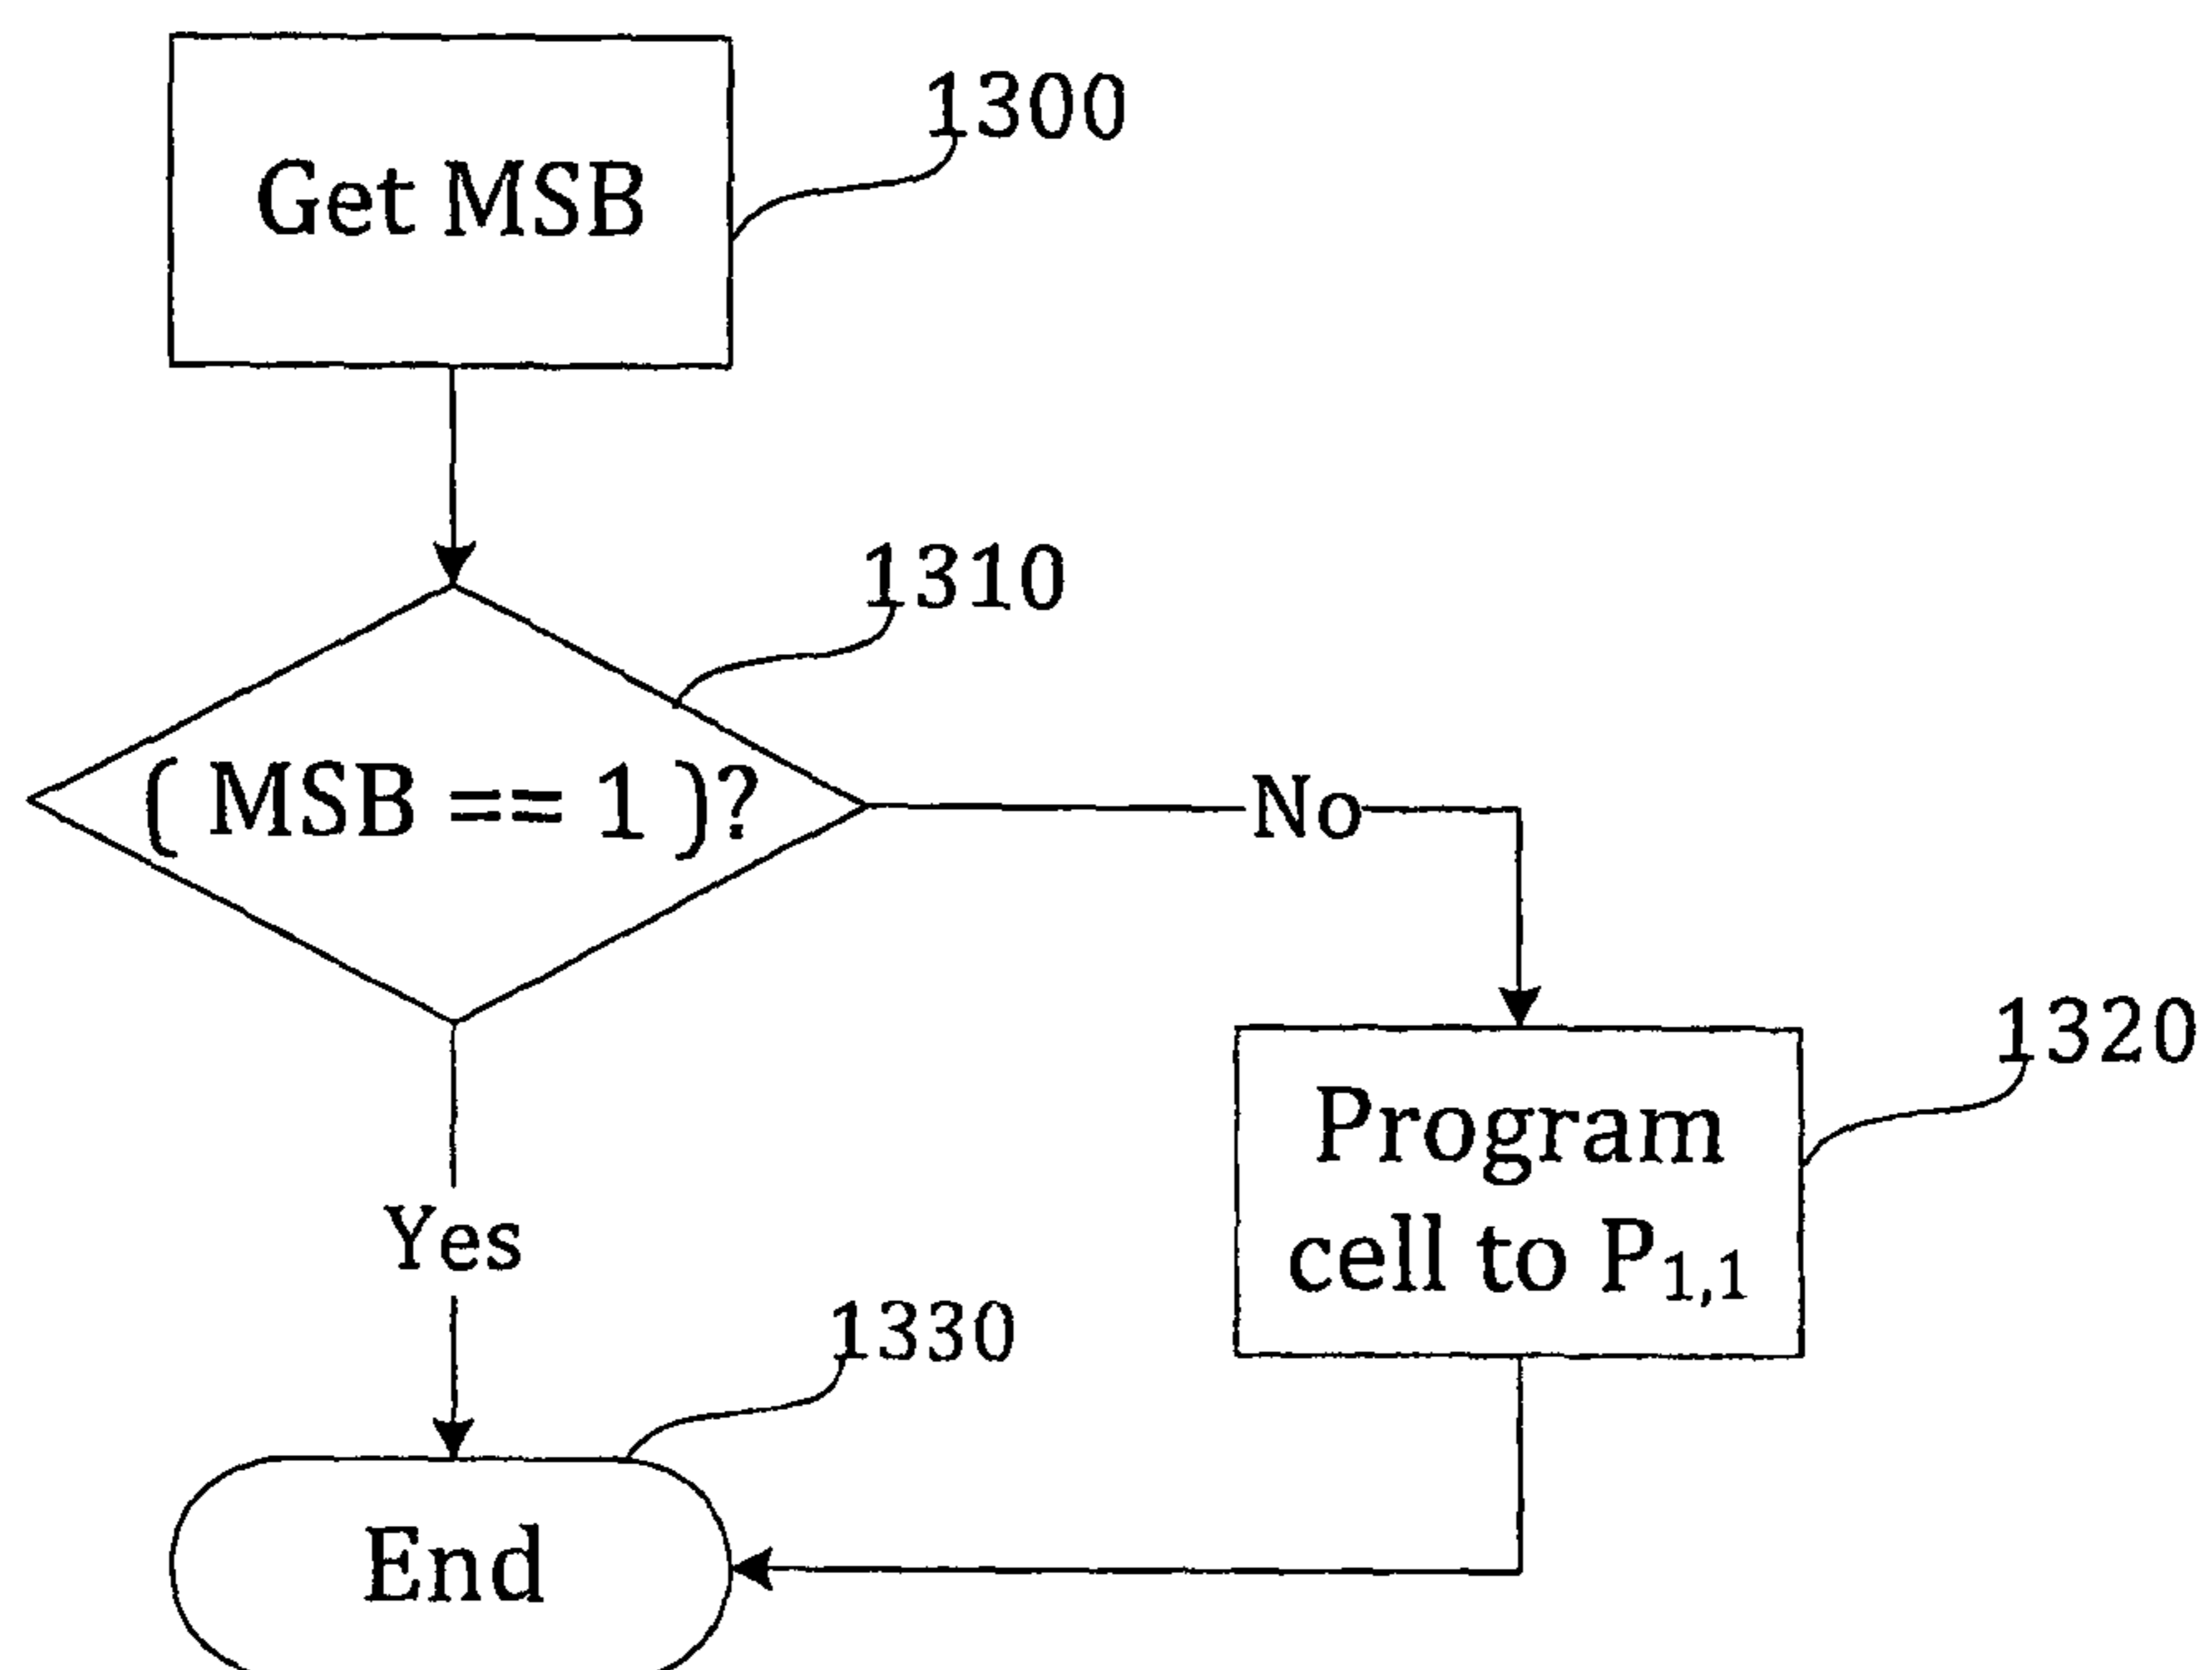 1300
Get MSB
1310
( MSB == 1 )?
No
1320
Program
cell to P1,1
Yes
1330
End